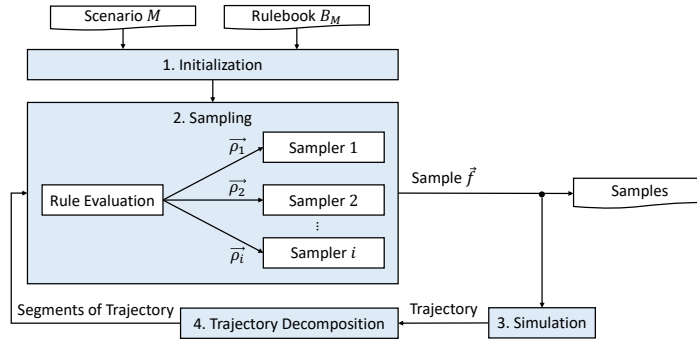 Scenario M
Rulebook B_M
1. Initialization
2. Sampling
Rule Evaluation
ρ₁⃗
Sampler 1
ρ₂⃗
Sampler 2
⋮
ρᵢ⃗
Sampler i
Sample f⃗
Samples
Segments of Trajectory
4. Trajectory Decomposition
Trajectory
3. Simulation